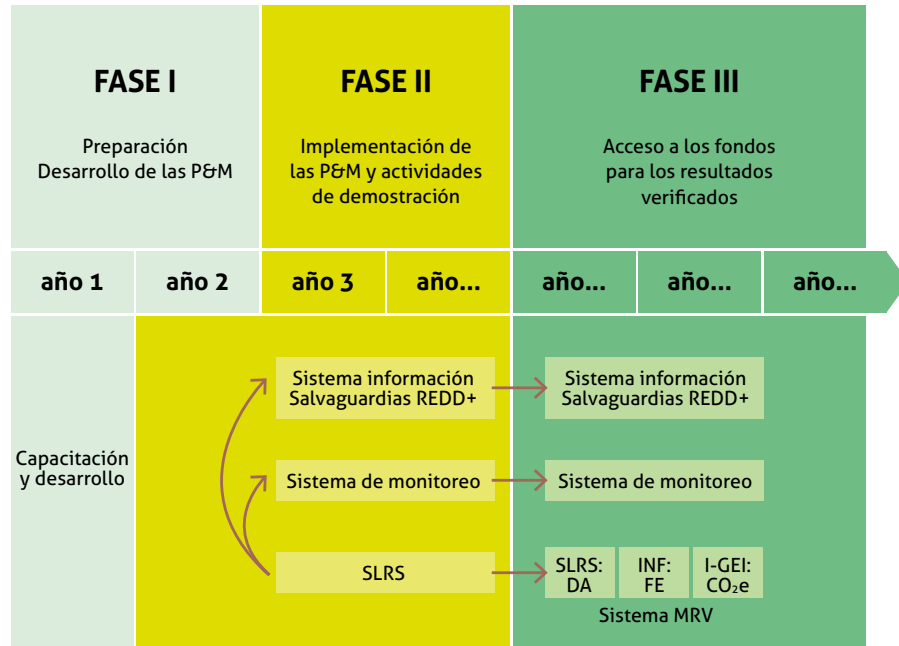 FASE I
Preparación
Desarrollo de las P&M
FASE II
Implementación de
las P&M y actividades
de demostración
FASE III
Acceso a los fondos
para los resultados
verificados
año 1
año 2
año 3
año...
año...
año...
año...
Capacitación
y desarrollo
Sistema información
Salvaguardias REDD+
Sistema información
Salvaguardias REDD+
Sistema de monitoreo
Sistema de monitoreo
SLRS
SLRS:
DA
INF:
FE
I-GEI:
CO₂e
Sistema MRV